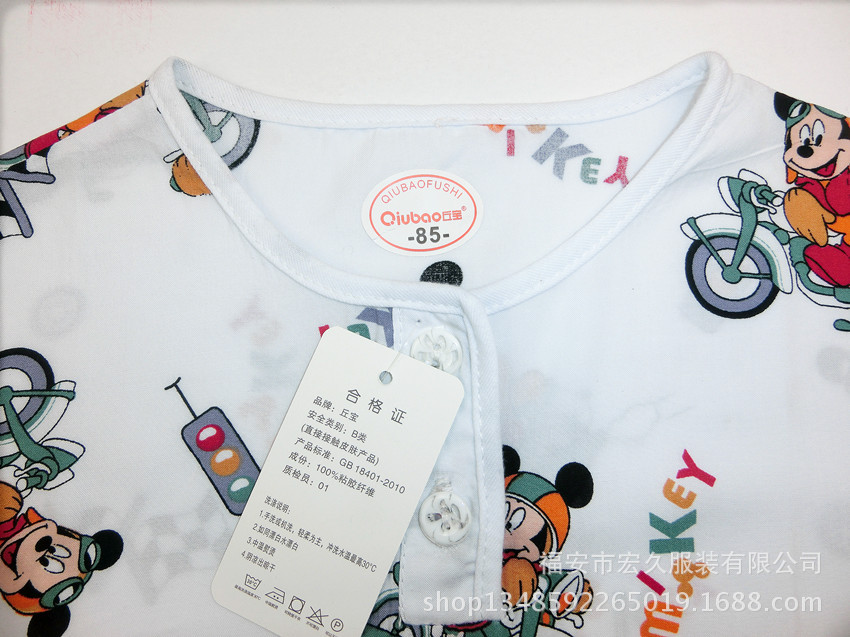 QIUBAOFUSHI
Qiubao丘宝®
-85-
MICKEY
合格证
品牌：丘宝
安全类别：B类
(直接接触皮肤产品)
产品标准：GB 18401-2010
成份：100%粘胶纤维
质检员：01
洗涤说明：
1.手洗或机洗，轻柔为主，冲洗水温最高30°C
2.如同漂白水漂白
3.中温熨烫
4.阴凉出晾干
MICKEY
福安市宏久服装有限公司
shop1348592265019.1688.com